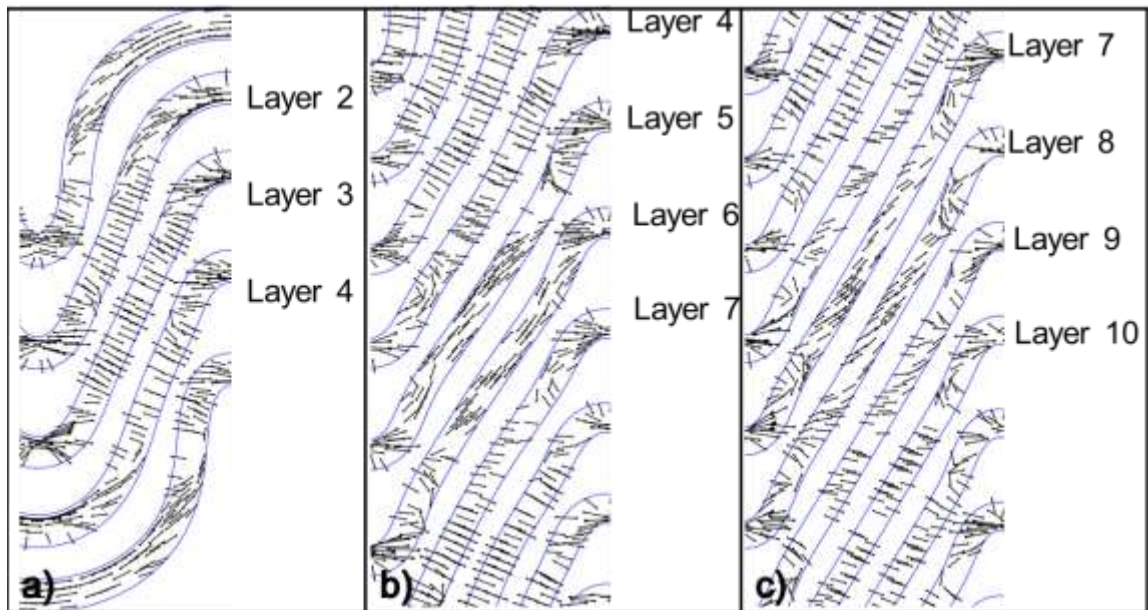 Layer 2
Layer 3
Layer 4
a)
Layer 4
Layer 5
Layer 6
Layer 7
b)
Layer 7
Layer 8
Layer 9
Layer 10
c)